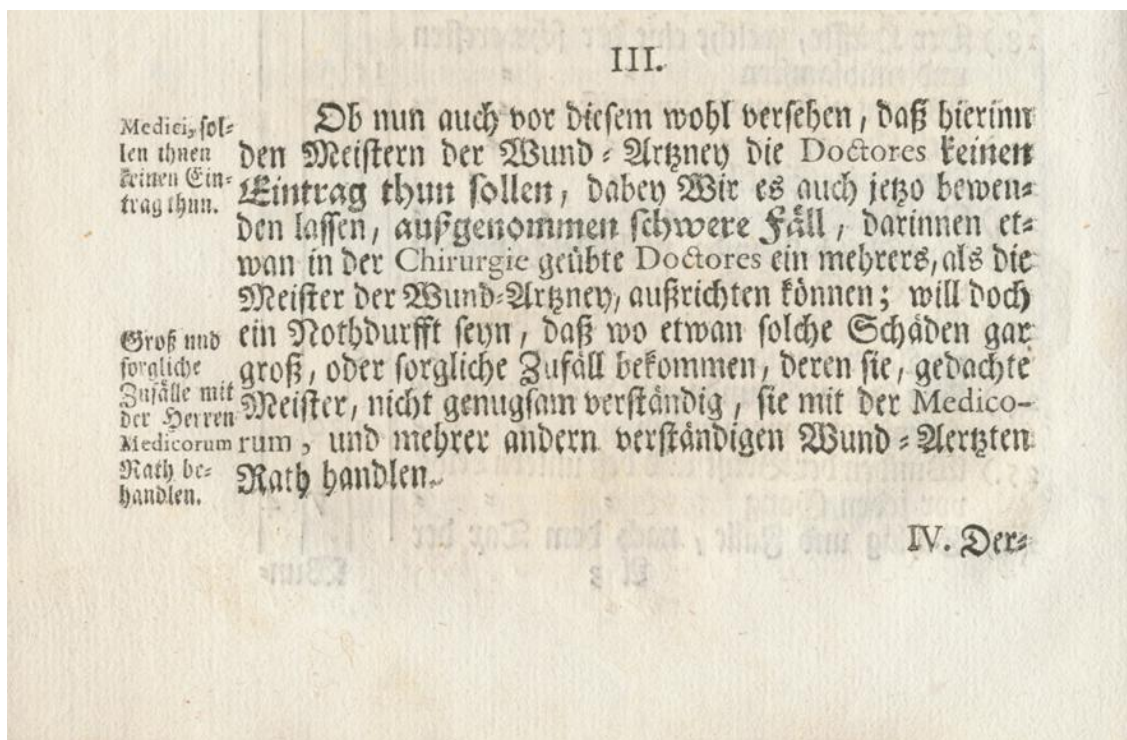 III.
Medici, sol⸗
len ihnen
keinen Ein⸗
trag thun.
Ob nun auch vor diesem wohl versehen, daß hierinn
den Meistern der Wund⸗Artzney die Doctores keinen
Eintrag thun sollen, dabey Wir es auch jetzo bewen⸗
den lassen, außgenommen schwere Fäll, darinnen et⸗
wan in der Chirurgie geübte Doctores ein mehrers, als die
Meister der Wund⸗Artzney, außrichten können; will doch
ein Nothdurfft seyn, daß wo etwan solche Schäden gar
groß, oder sorgliche Zufäll bekommen, deren sie, gedachte
Meister, nicht genugsam verständig, sie mit der Medico-
rum, und mehrer andern verständigen Wund⸗Aertzten
Rath handlen.
Groß und
sorgliche
Zufälle mit
der Herren
Medicorum
Rath be⸗
handlen.
IV. Der⸗